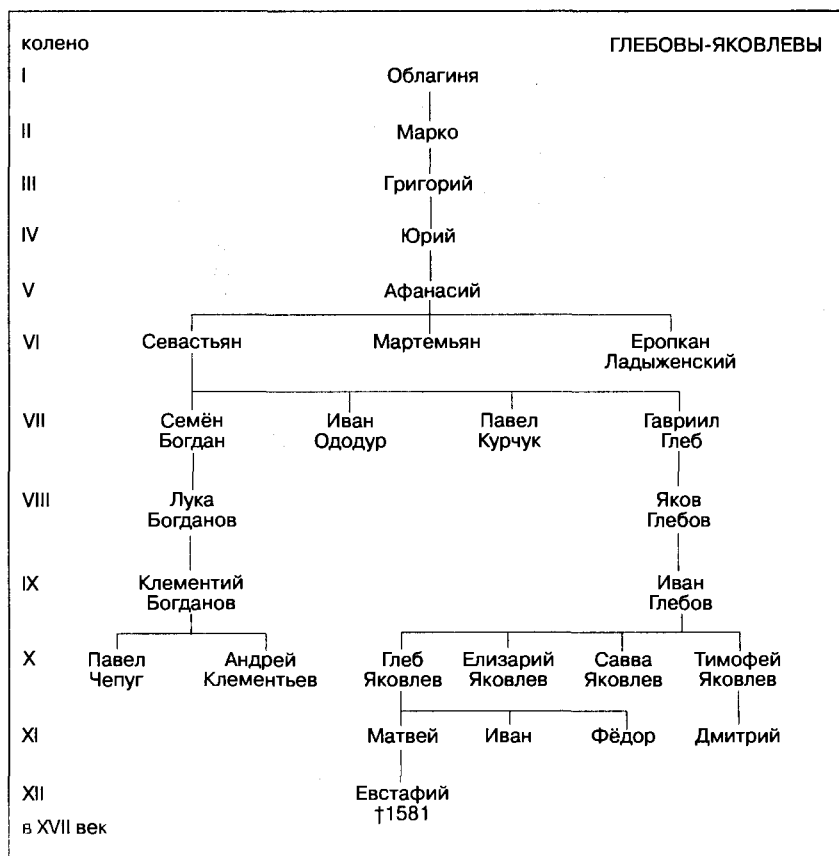 колено ГЛЕБОВЫ-ЯКОВЛЕВЫ
I Облагиня
II Марко
III Григорий
IV Юрий
V Афанасий
VI Севастьян Мартемьян Еропкан
Ладыженский
VII Семён Иван Павел Гавриил
Богдан Ододур Курчук Глеб
VIII Лука Яков
Богданов Глебов
IX Клементий Иван
Богданов Глебов
X Павел Андрей Глеб Елизарий Савва Тимофей
Чепуг Клементьев Яковлев Яковлев Яковлев Яковлев
XI Матвей Иван Фёдор Дмитрий
XII Евстафий
†1581
в XVII век